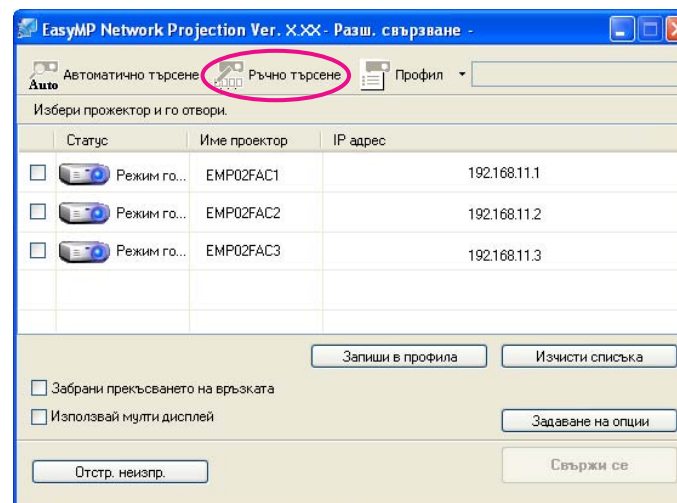 EasyMP Network Projection Ver. X.XX - Разш. свързване -
Auto Автоматично търсене Ръчно търсене Профил
Избери прожектор и го отвори.
Статус Име проектор IP адрес
Режим го... EMP02FAC1 192.168.11.1
Режим го... EMP02FAC2 192.168.11.2
Режим го... EMP02FAC3 192.168.11.3
Запиши в профила Изчисти списъка
Забрани прекъсването на връзката
Използвай мулти дисплей
Задаване на опции
Отстр. неизпр. Свържи се